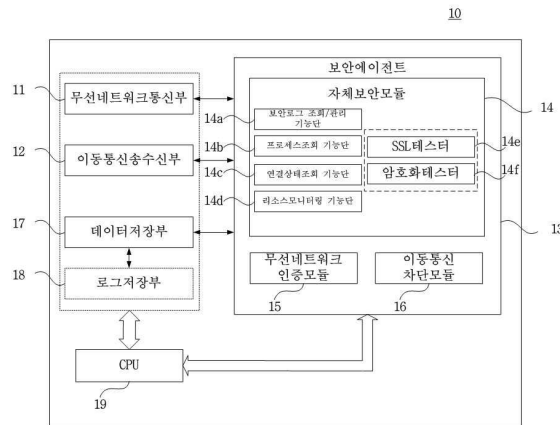 10
보안에이전트
자체보안모듈
11
무선네트워크통신부
14
14a
보안로그 조회/관리
기능단
14b
프로세스조회 기능단
SSL테스터
14e
12
이동통신송수신부
14c
연결상태조회 기능단
암호화테스터
14f
14d
리소스모니터링 기능단
17
데이터저장부
13
18
로그저장부
무선네트워크
인증모듈
이동통신
차단모듈
15
16
CPU
19